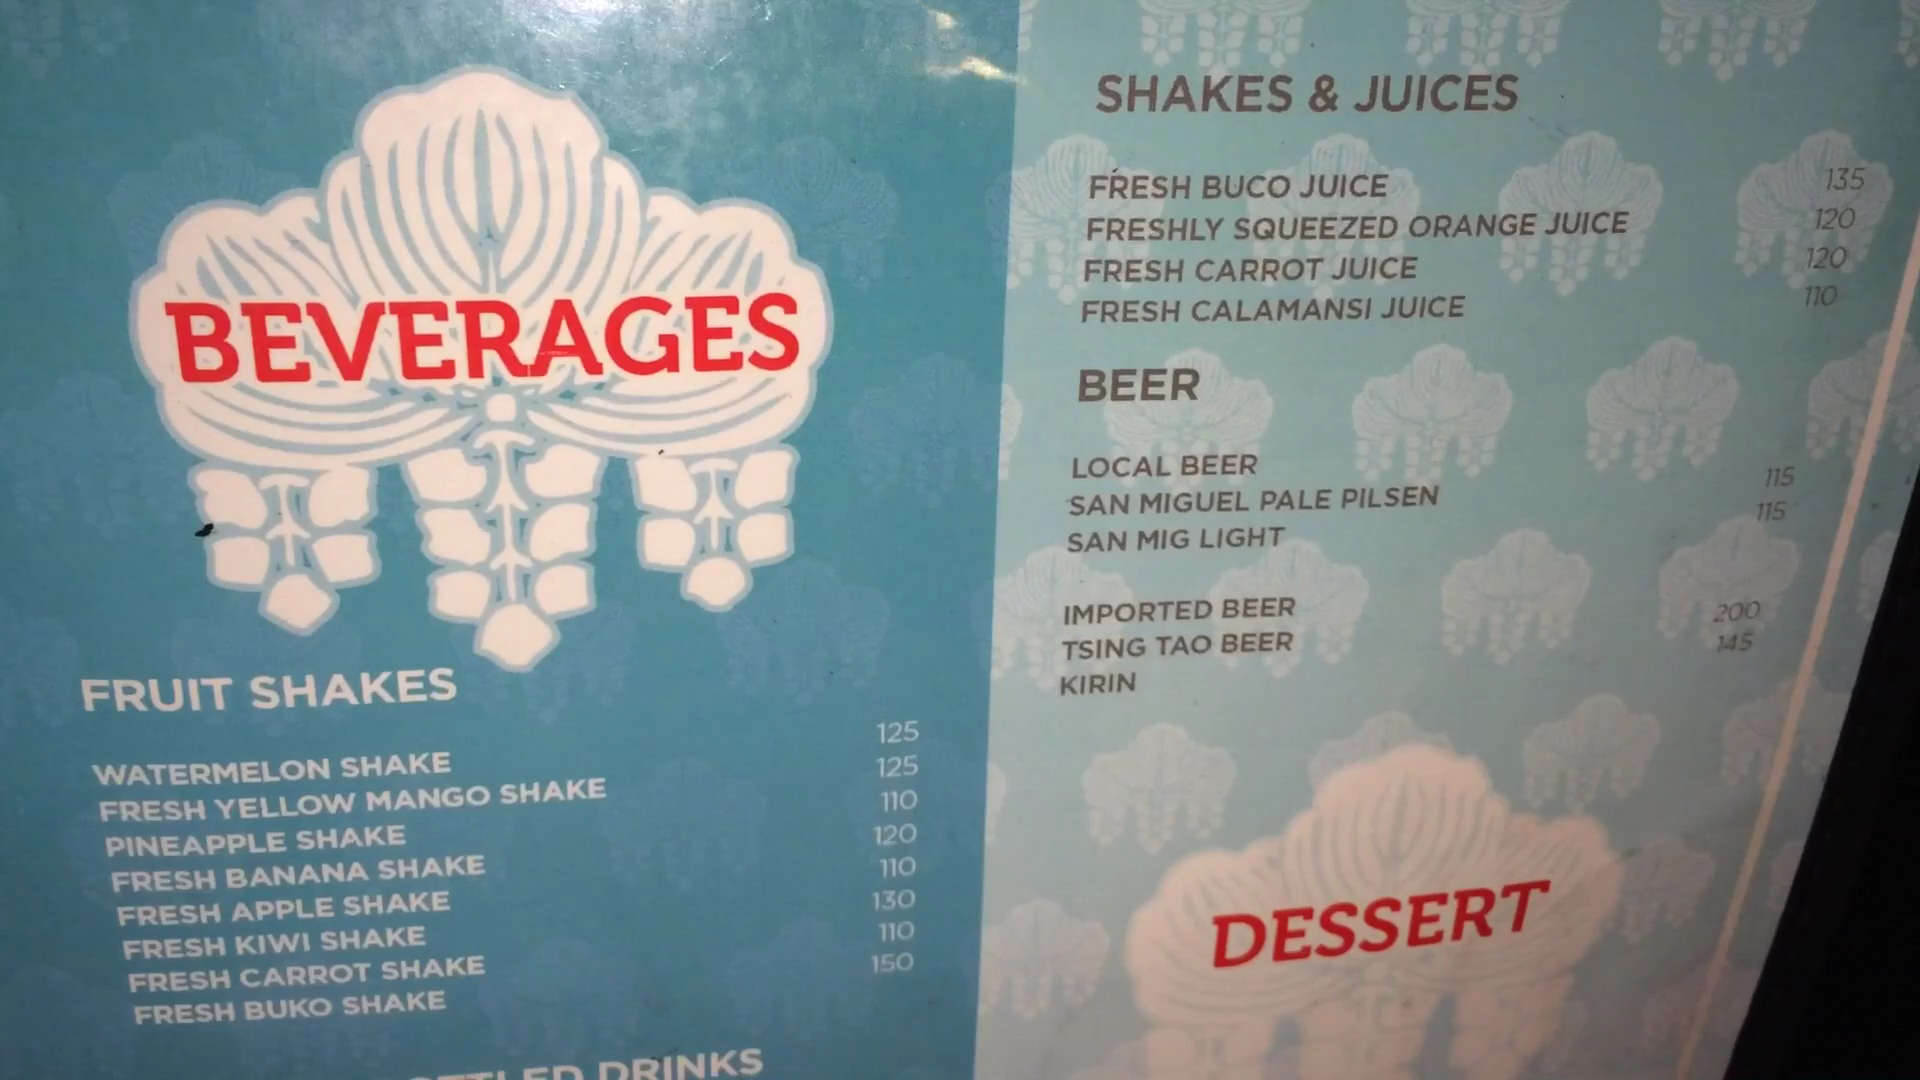 BEVERAGES
FRUIT SHAKES
WATERMELON SHAKE 125
FRESH YELLOW MANGO SHAKE 125
PINEAPPLE SHAKE 110
FRESH BANANA SHAKE 120
FRESH APPLE SHAKE 110
FRESH KIWI SHAKE 130
FRESH CARROT SHAKE 110
FRESH BUKO SHAKE 150
DRINKS
SHAKES & JUICES
FRESH BUCO JUICE 135
FRESHLY SQUEEZED ORANGE JUICE 120
FRESH CARROT JUICE 120
FRESH CALAMANSI JUICE 110
BEER
LOCAL BEER
SAN MIGUEL PALE PILSEN 115
SAN MIG LIGHT 115
IMPORTED BEER
TSING TAO BEER 200
KIRIN 145
DESSERT